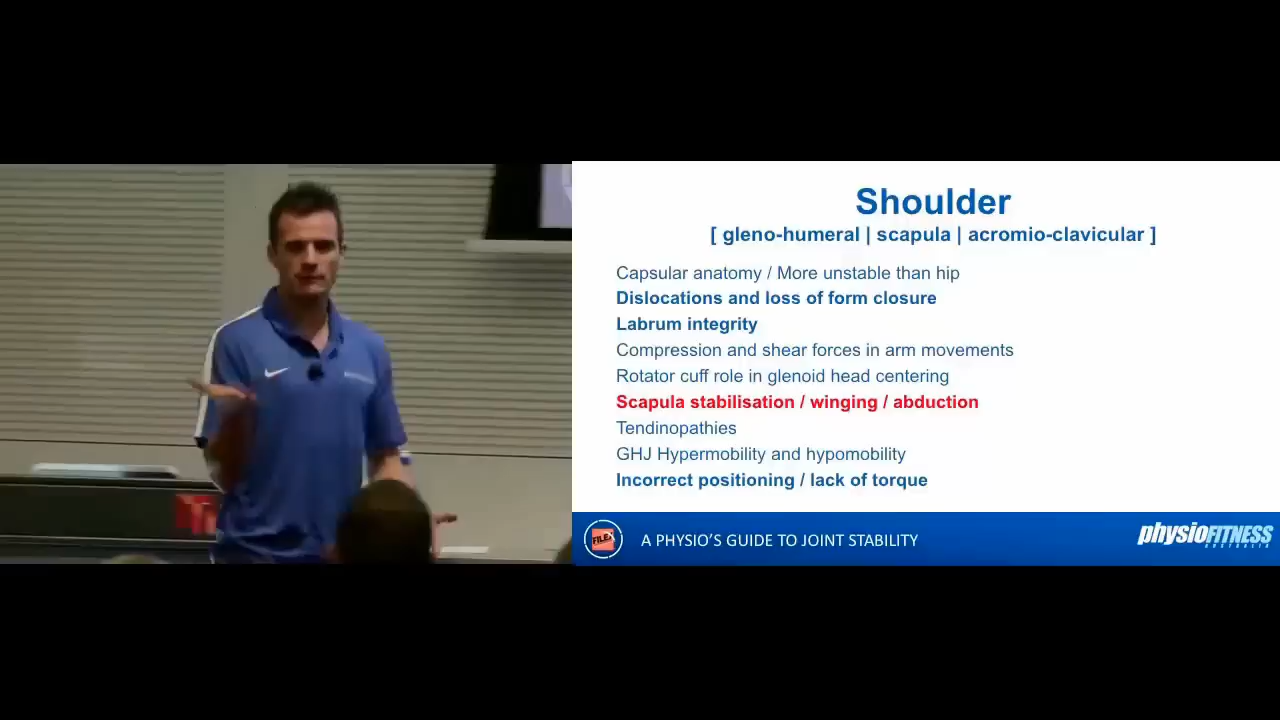 Shoulder
[ gleno-humeral | scapula | acromio-clavicular ]
Capsular anatomy / More unstable than hip
Dislocations and loss of form closure
Labrum integrity
Compression and shear forces in arm movements
Rotator cuff role in glenoid head centering
Scapula stabilisation / winging / abduction
Tendinopathies
GHJ Hypermobility and hypomobility
Incorrect positioning / lack of torque
FILEX
A PHYSIO'S GUIDE TO JOINT STABILITY
physioFITNESS
AUSTRALIA